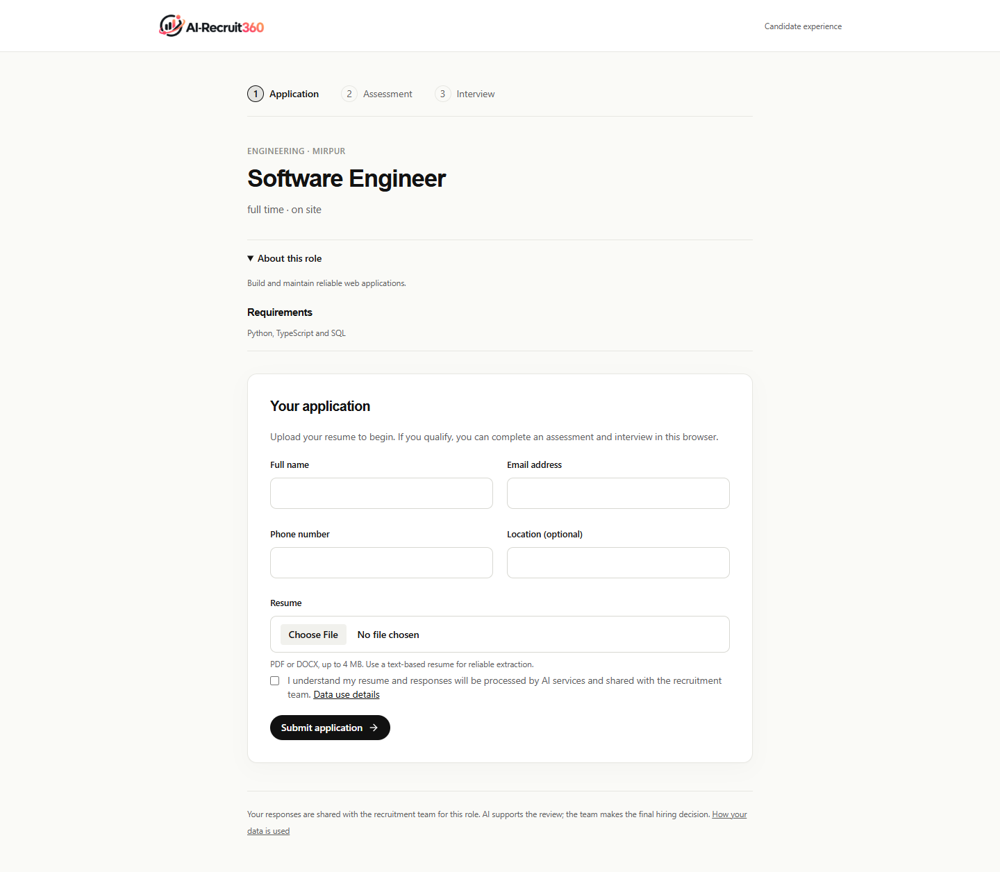 AI-Recruit360
Candidate experience
1 Application 2 Assessment 3 Interview
ENGINEERING · MIRPUR
Software Engineer
full time · on site
▼ About this role
Build and maintain reliable web applications.
Requirements
Python, TypeScript and SQL
Your application
Upload your resume to begin. If you qualify, you can complete an assessment and interview in this browser.
Full name
Email address
Phone number
Location (optional)
Resume
Choose File No file chosen
PDF or DOCX, up to 4 MB. Use a text-based resume for reliable extraction.
I understand my resume and responses will be processed by AI services and shared with the recruitment
team. Data use details
Submit application →
Your responses are shared with the recruitment team for this role. AI supports the review; the team makes the final hiring decision. How your
data is used